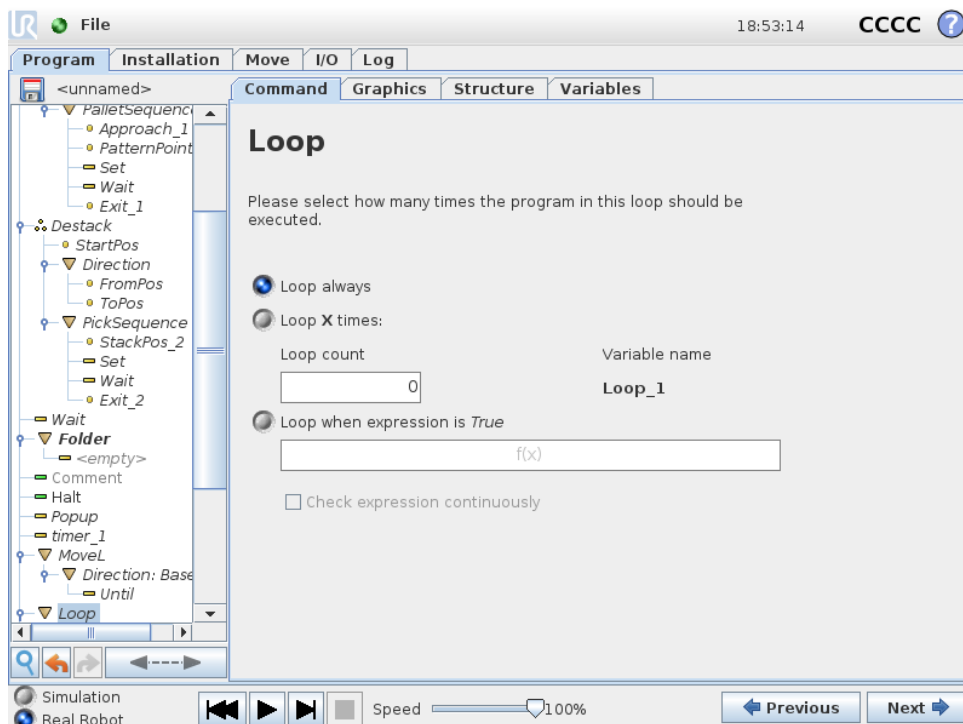 UR File 18:53:14 CCCC ?
Program Installation Move I/O Log
<unnamed> Command Graphics Structure Variables
PalletSequenc
Approach_1
PatternPoint
Set
Wait
Exit_1
Destack
StartPos
Direction
FromPos
ToPos
PickSequence
StackPos_2
Set
Wait
Exit_2
Wait
Folder
<empty>
Comment
Halt
Popup
timer_1
MoveL
Direction: Base
Until
Loop
Loop
Please select how many times the program in this loop should be
executed.
Loop always
Loop X times:
Loop count Variable name
0 Loop_1
Loop when expression is True
f(x)
Check expression continuously
Simulation
Real Robot
Speed 100%
Previous Next